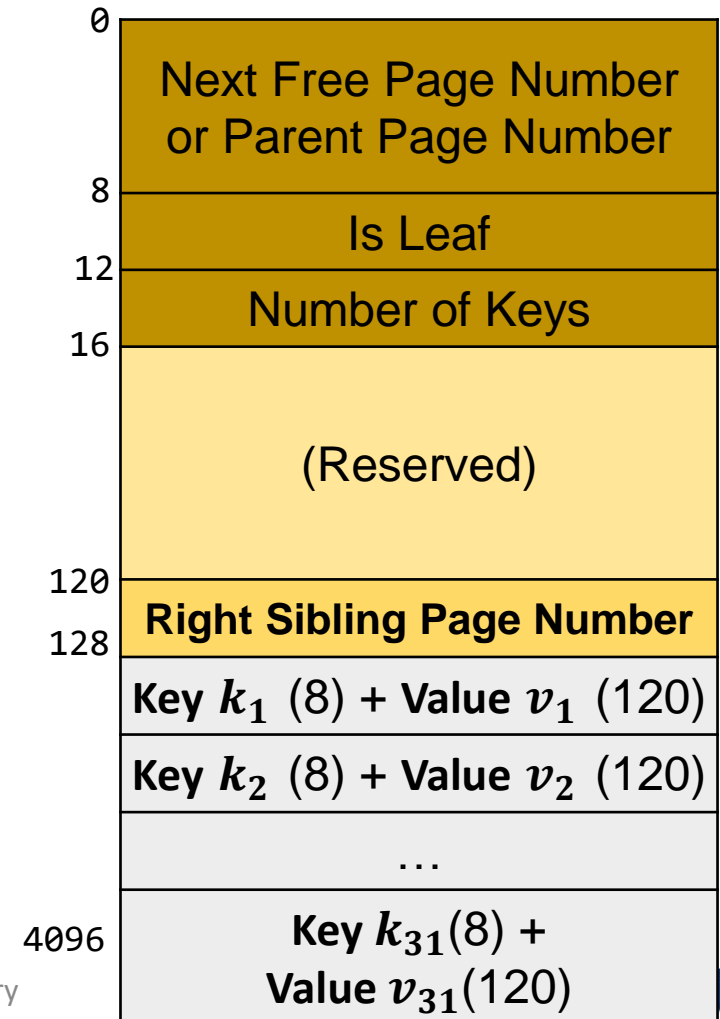 0
Next Free Page Number
or Parent Page Number
8
Is Leaf
12
Number of Keys
16
(Reserved)
120
Right Sibling Page Number
128
Key k₁ (8) + Value v₁ (120)
Key k₂ (8) + Value v₂ (120)
...
4096
Key k₃₁(8) +
Value v₃₁(120)